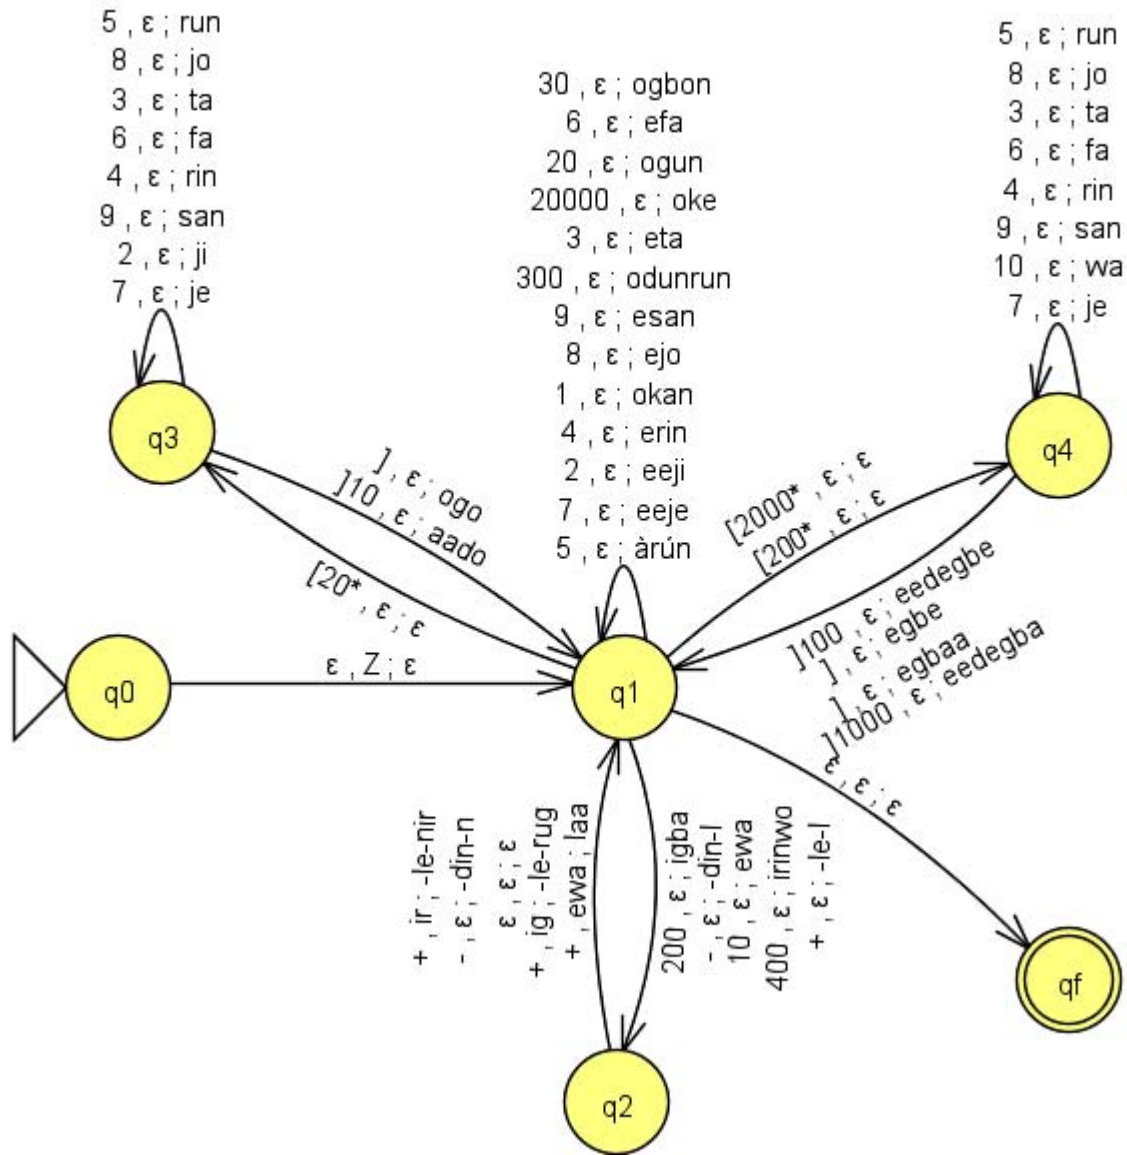 5 , ε ; run
8 , ε ; jo
3 , ε ; ta
6 , ε ; fa
4 , ε ; rin
9 , ε ; san
2 , ε ; ji
7 , ε ; je
30 , ε ; ogbon
6 , ε ; efa
20 , ε ; ogun
20000 , ε ; oke
3 , ε ; eta
300 , ε ; odunrun
9 , ε ; esan
8 , ε ; ejo
1 , ε ; okan
4 , ε ; erin
2 , ε ; eeji
7 , ε ; eeje
5 , ε ; àrún
5 , ε ; run
8 , ε ; jo
3 , ε ; ta
6 , ε ; fa
4 , ε ; rin
9 , ε ; san
10 , ε ; wa
7 , ε ; je
q3
q4
] , ε ; ogo
]10 , ε ; aado
[20* , ε ; ε
[2000* , ε ; ε
[200* , ε ; ε
]100 , ε ; eedegbe
] , ε ; egbe
] , ε ; egbaa
]1000 , ε ; eedegba
q0
ε , Z ; ε
q1
ε , ε ; ε
+ , ir ; -le-nir
- , ε ; -din-n
ε , ε ; ε
+ , ig ; -le-rug
+ , ewa ; laa
200 , ε ; igba
- , ε ; -din-l
10 , ε ; ewa
400 , ε ; irinwo
+ , ε ; -le-l
qf
q2